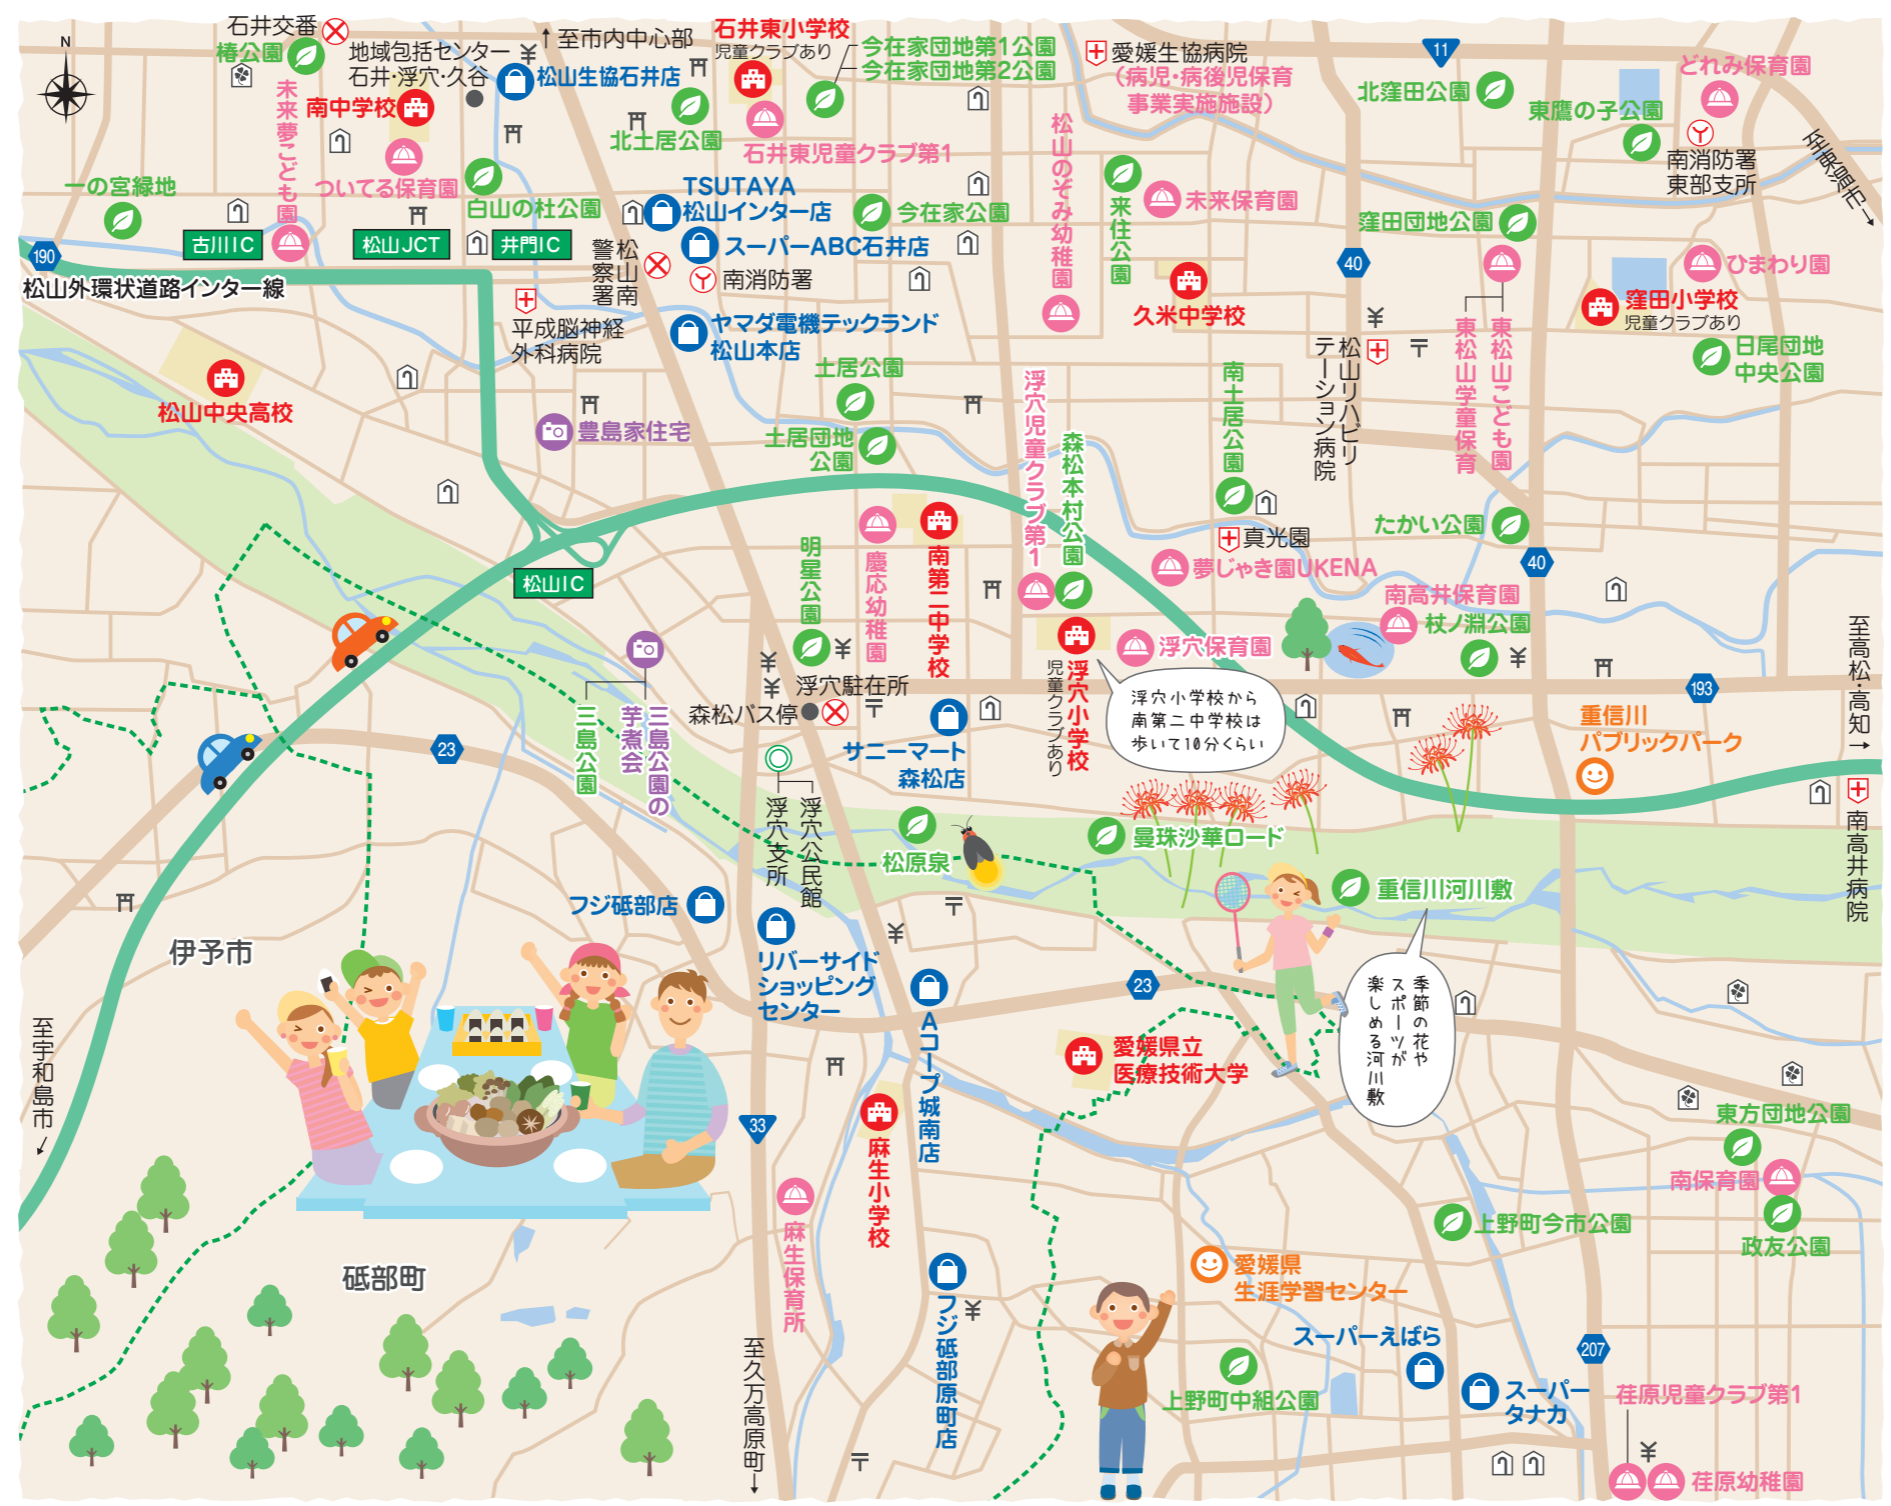 石井交番
椿公園
地域包括センター
石井・浮穴・久谷
↑至市内中心部
石井東小学校
児童クラブあり
今在家団地第1公園
今在家団地第2公園
愛媛生協病院
（病児・病後児保育
事業実施施設）
11
どれみ保育園
N
南中学校
松山生協石井店
北土居公園
石井東児童クラブ第1
北窪田公園
東鷹の子公園
南消防署
東部支所
至東温市→
未来夢こども園
一の宮緑地
ついてる保育園
白山の杜公園
TSUTAYA
松山インター店
今在家公園
松山のぞみ幼稚園
来住公園
未来保育園
窪田団地公園
190
古川IC
松山JCT
井門IC
松山南
警察署
スーパーABC石井店
南消防署
40
ひまわり園
松山外環状道路インター線
平成脳神経
外科病院
ヤマダ電機テックランド
松山本店
久米中学校
窪田小学校
児童クラブあり
東松山こども園
東松山学童保育
日尾団地
中央公園
松山リハビリ
テーション病院
松山中央高校
豊島家住宅
土居公園
土居団地
公園
浮穴児童クラブ第1
森松本村公園
南土居公園
たかい公園
真光園
夢じゃき園UKENA
40
松山IC
明星公園
慶応幼稚園
南第二中学校
南高井保育園
杖ノ淵公園
浮穴保育園
浮穴小学校
児童クラブあり
浮穴小学校から
南第二中学校は
歩いて10分くらい
193
至高松・高知→
浮穴駐在所
森松バス停
サニーマート
森松店
三島公園
三島公園の
芋煮会
23
重信川
パブリックパーク
南高井病院
浮穴公民館
浮穴支所
松原泉
曼珠沙華ロード
重信川河川敷
フジ砥部店
リバーサイド
ショッピング
センター
伊予市
季節の花や
スポーツが
楽しめる河川敷
23
Aコープ城南店
愛媛県立
医療技術大学
至宇和島市←
33
麻生小学校
麻生保育所
東方団地公園
南保育園
政友公園
上野町今市公園
砥部町
愛媛県
生涯学習センター
フジ砥部原町店
スーパーえばら
207
上野町中組公園
スーパー
タナカ
荏原児童クラブ第1
荏原幼稚園
至久万高原町→